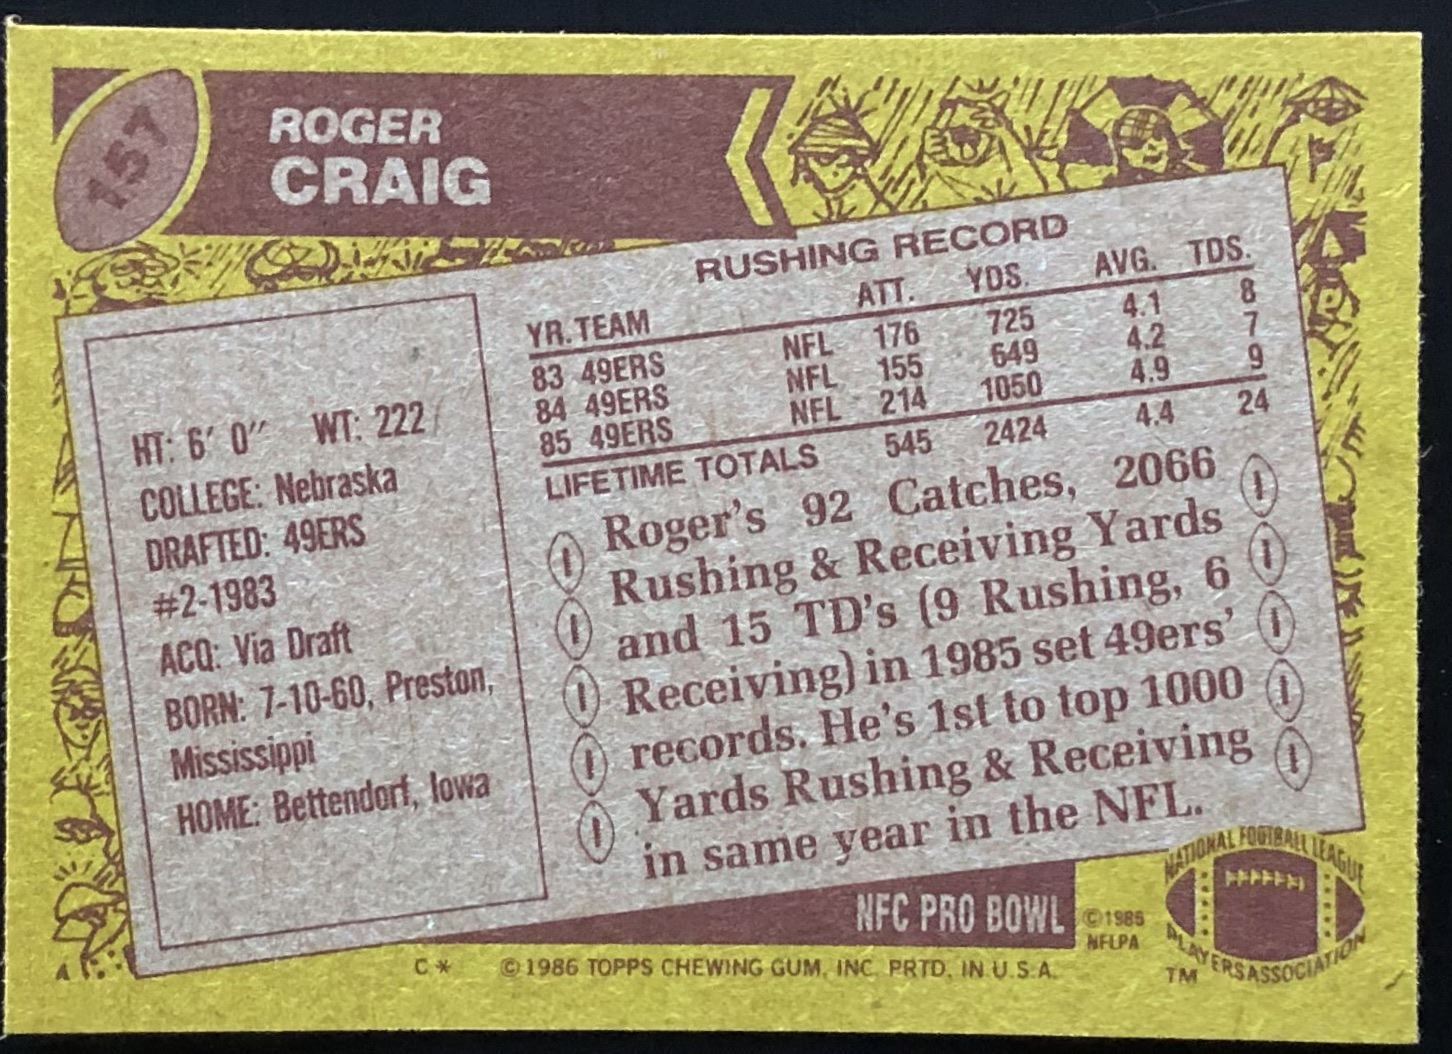 157
ROGER
CRAIG
RUSHING RECORD
YR. TEAM ATT. YDS. AVG. TDS.
83 49ERS NFL 176 725 4.1 8
84 49ERS NFL 155 649 4.2 7
85 49ERS NFL 214 1050 4.9 9
LIFETIME TOTALS 545 2424 4.4 24
HT: 6' 0" WT: 222
COLLEGE: Nebraska
DRAFTED: 49ERS
#2-1983
ACQ: Via Draft
BORN: 7-10-60, Preston,
Mississippi
HOME: Bettendorf, Iowa
Roger's 92 Catches, 2066
Rushing & Receiving Yards
and 15 TD's (9 Rushing, 6
Receiving) in 1985 set 49ers'
records. He's 1st to top 1000
Yards Rushing & Receiving
in same year in the NFL.
NFC PRO BOWL
©1986
NFLPA
NATIONAL FOOTBALL LEAGUE
PLAYERS ASSOCIATION
TM
C* © 1986 TOPPS CHEWING GUM, INC. PRTD. IN U.S.A.